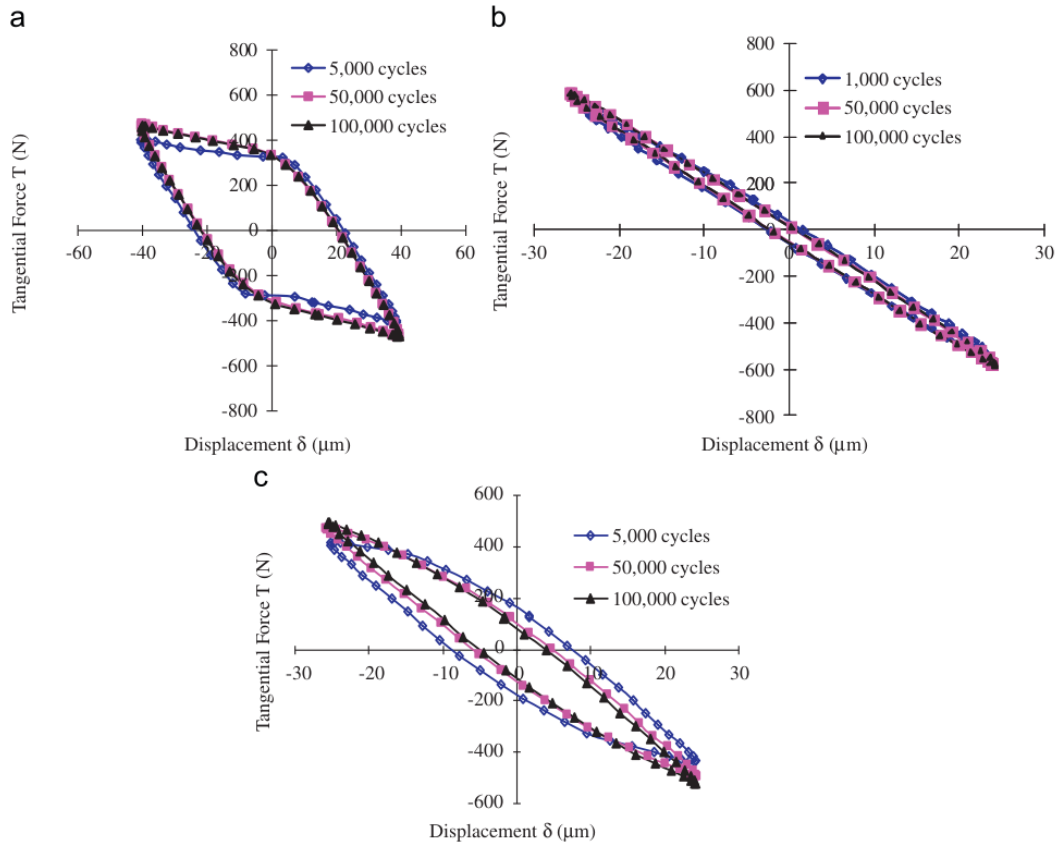 a
800
600
400
200
0
-200
-400
-600
-800
-60
-40
-20
0
20
40
60
5,000 cycles
50,000 cycles
100,000 cycles
Tangential Force T (N)
Displacement δ (μm)
b
800
600
400
200
0
-200
-400
-600
-800
-30
-20
-10
0
10
20
30
1,000 cycles
50,000 cycles
100,000 cycles
Tangential Force T (N)
Displacement δ (μm)
c
600
400
200
0
-200
-400
-600
-30
-20
-10
0
10
20
30
5,000 cycles
50,000 cycles
100,000 cycles
Tangential Force T (N)
Displacement δ (μm)